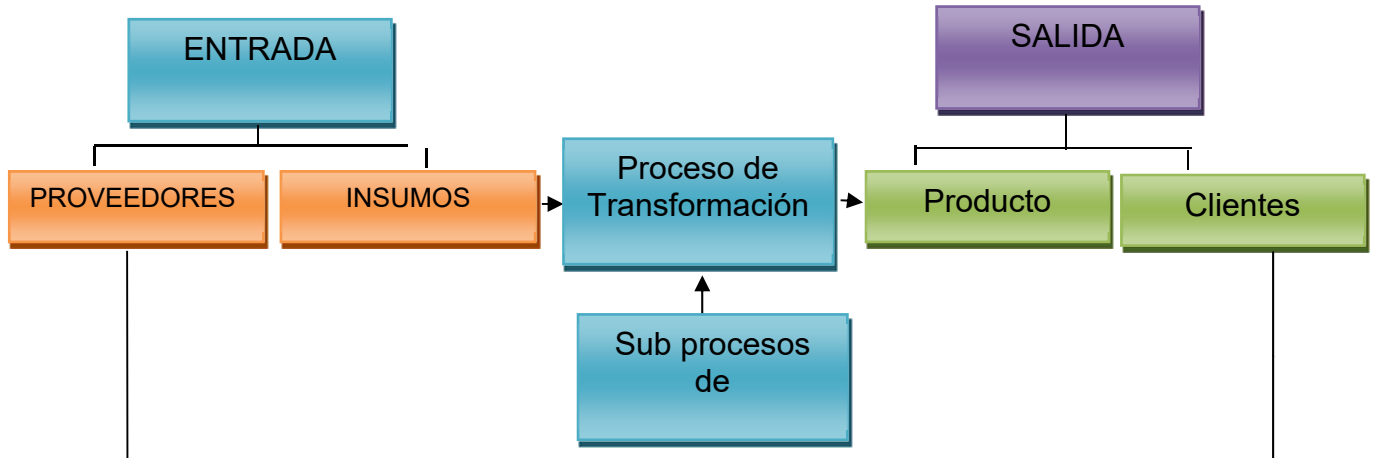 ENTRADA
SALIDA
PROVEEDORES
INSUMOS
Proceso de
Transformación
Producto
Clientes
Sub procesos
de